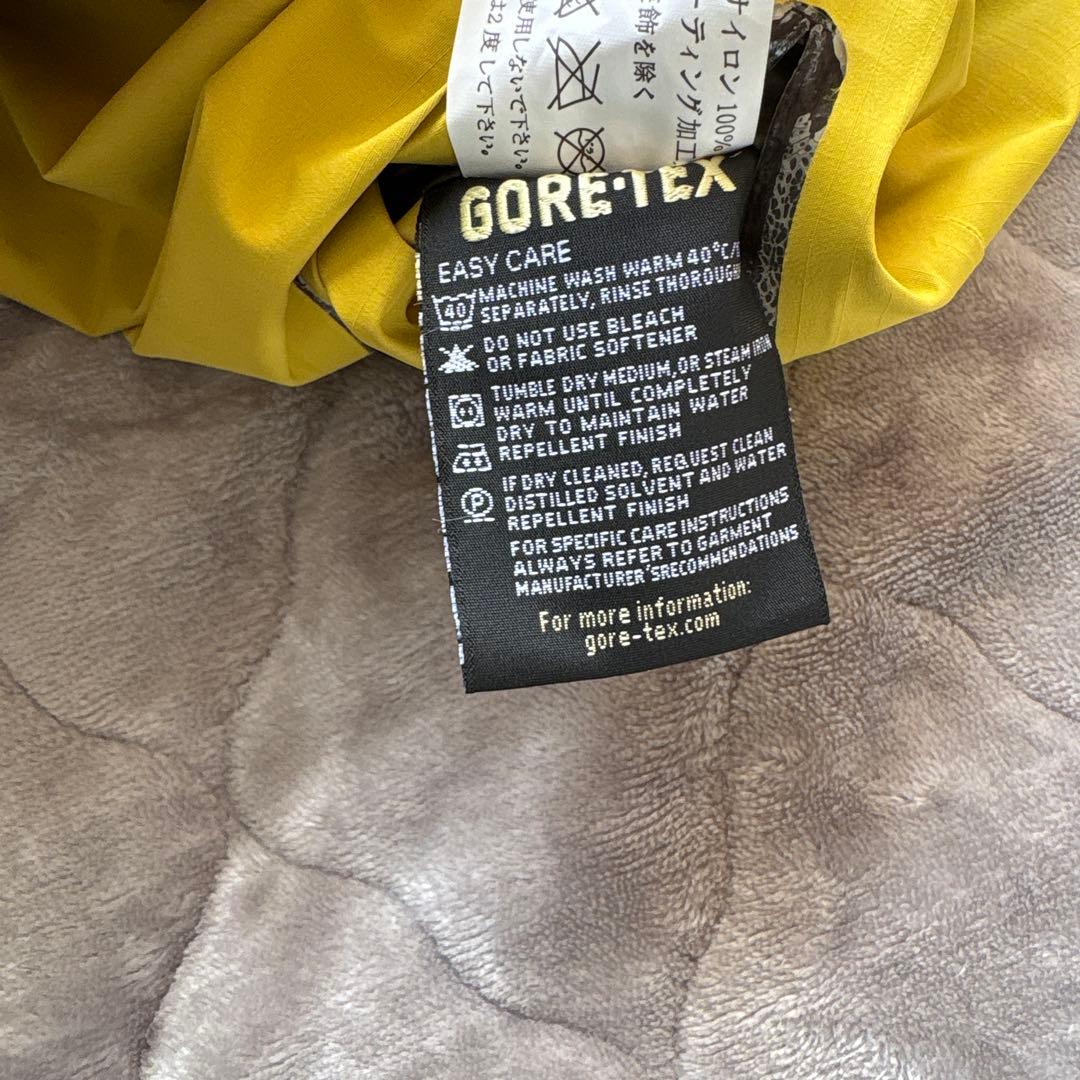 ナイロン100%
ーティング加工
飾を除く
使用しないで下さい。
は2度して下さい。
GORE-TEX
EASY CARE
40
MACHINE WASH WARM 40°C/
SEPARATELY, RINSE
DO NOT USE BLEACH
OR FABRIC SOFTENER
TUMBLE DRY MEDIUM, OR STEAM IRON
WARM UNTIL COMPLETELY
DRY TO MAINTAIN WATER
REPELLENT FINISH
P
IF DRY CLEANED, REQUEST CLEAN
DISTILLED SOLVENT AND WATER
REPELLENT FINISH
FOR SPECIFIC CARE INSTRUCTIONS
ALWAYS REFER TO GARMENT
MANUFACTURER'SRECOMMENDATIONS
For more information:
gore-tex.com